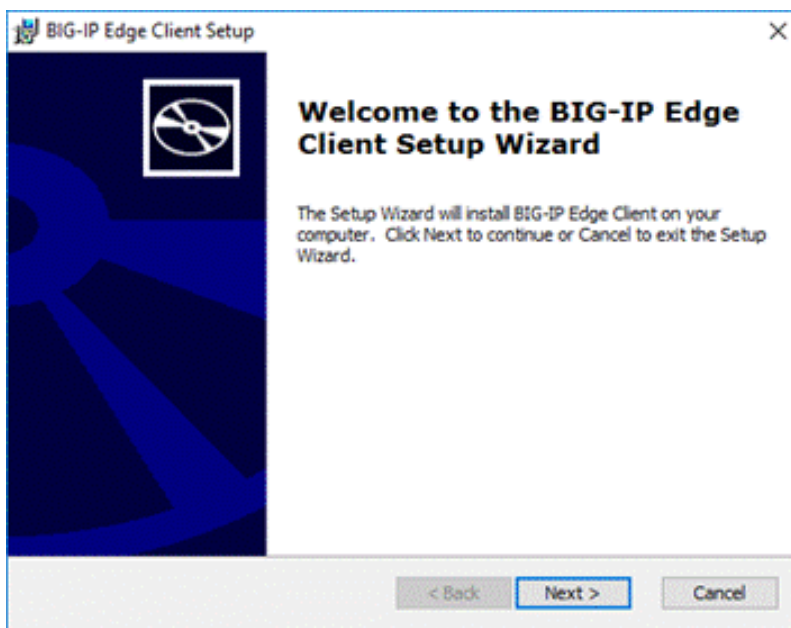 BIG-IP Edge Client Setup
Welcome to the BIG-IP Edge
Client Setup Wizard
The Setup Wizard will install BIG-IP Edge Client on your
computer. Click Next to continue or Cancel to exit the Setup
Wizard.
< Back Next > Cancel